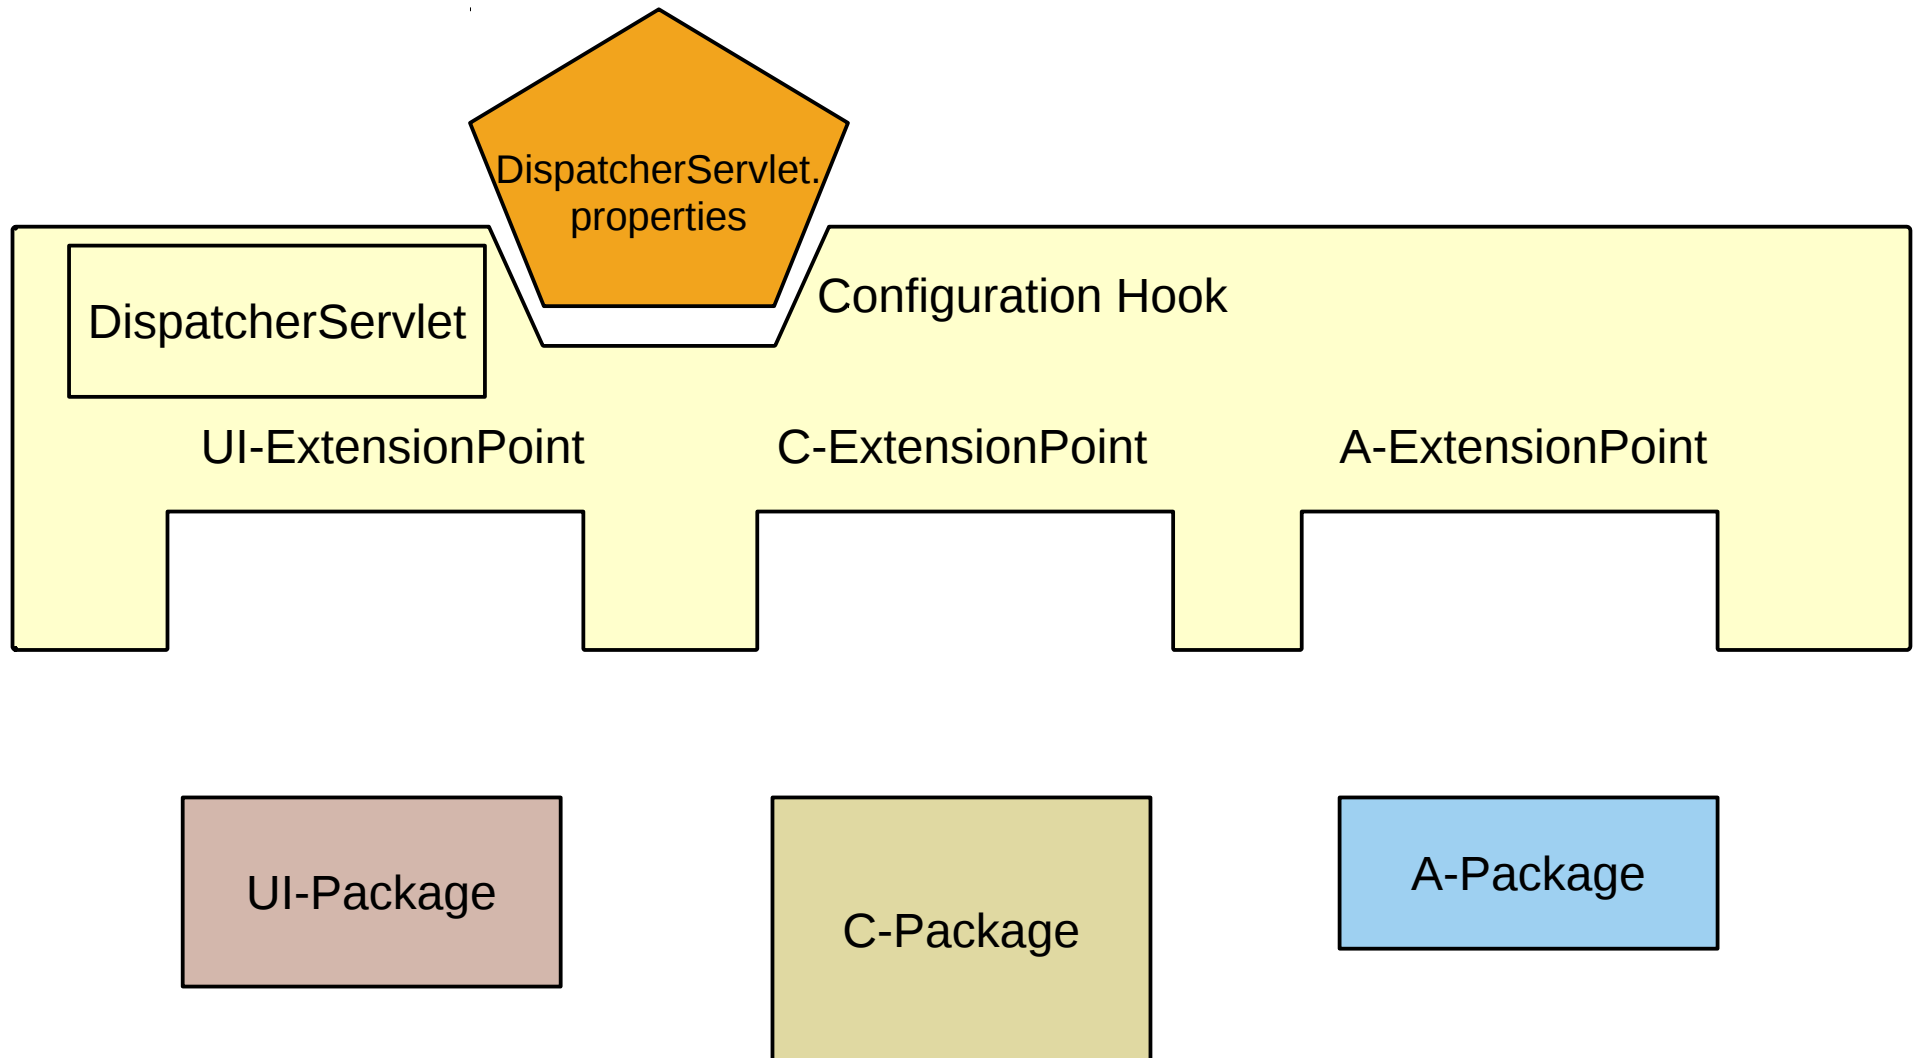 DispatcherServlet.
properties
Configuration Hook
DispatcherServlet
UI-ExtensionPoint
C-ExtensionPoint
A-ExtensionPoint
UI-Package
C-Package
A-Package